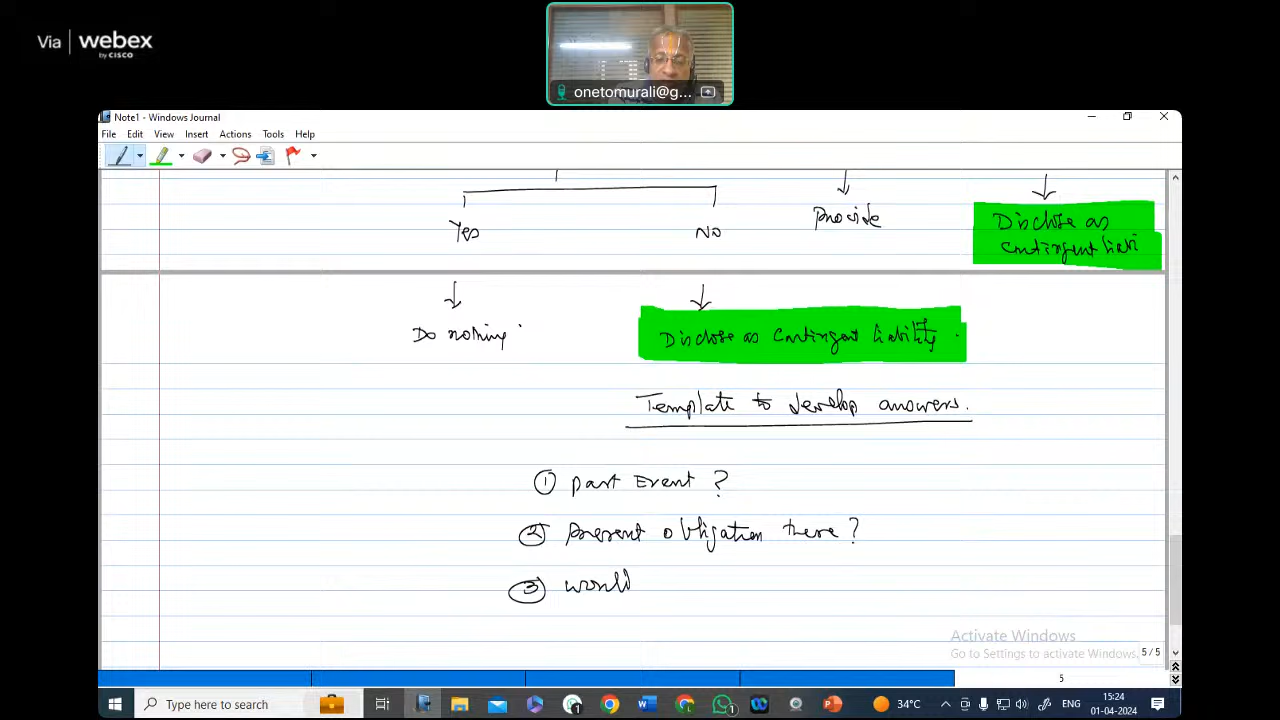 Via webex
by CISCO
onetomurali@g...
Note1 - Windows Journal
File Edit View Insert Actions Tools Help
Yes No Provide Disclose as
Contingent liabi
Do nothing. Disclose as Contingent liability.
Template to develop answers.
① Past Event ?
② Present obligation there ?
③ would
Activate Windows
Go to Settings to activate Windows.
5 / 5
5
Type here to search
34°C
ENG
15:24
01-04-2024